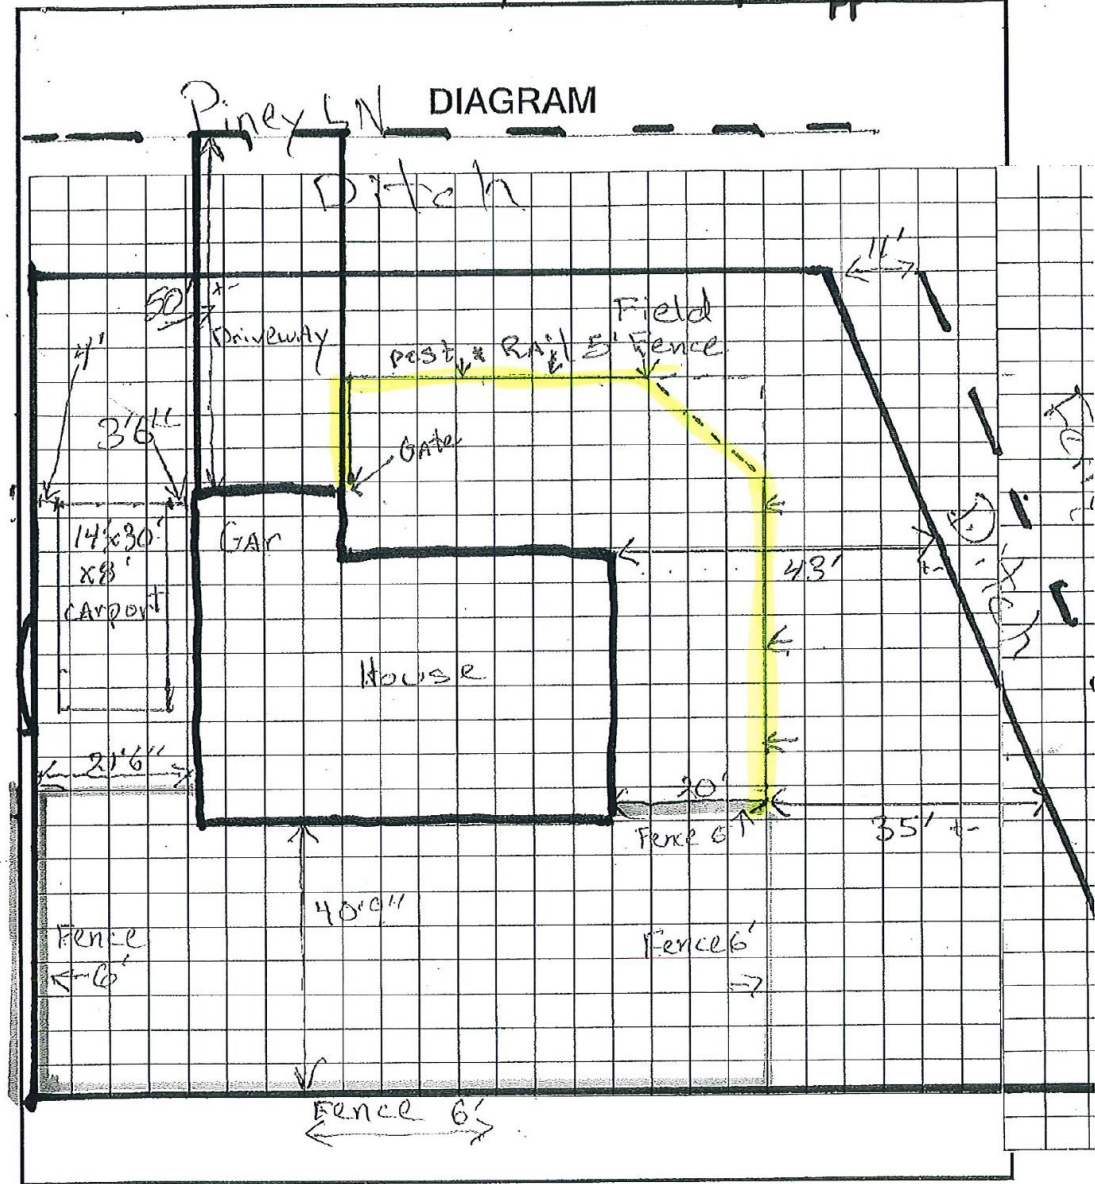 DIAGRAM
Piney LN
Ditch
11'
50' +-
Driveway
Field
post * Rail 5' Fence
4'
3'6"
Gate
14'x30'
x8'
carport
GAR
43'
+-
Ditch
House
21'6"
20'
Fence 6'
35' +-
40'0"
Fence
6'
Fence 6'
Fence 6'